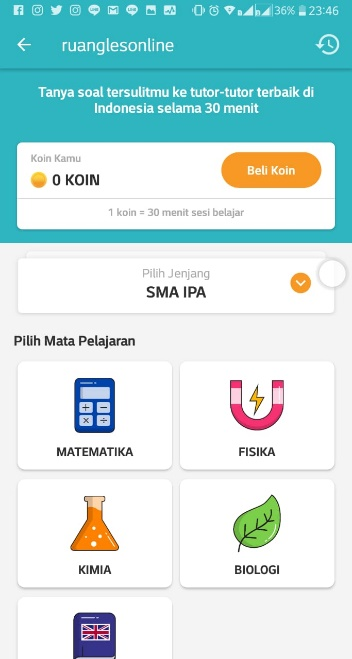 36% 23:46
ruanglesonline
Tanya soal tersulitmu ke tutor-tutor terbaik di
Indonesia selama 30 menit
Koin Kamu
0 KOIN
Beli Koin
1 koin = 30 menit sesi belajar
Pilih Jenjang
SMA IPA
Pilih Mata Pelajaran
MATEMATIKA
FISIKA
KIMIA
BIOLOGI